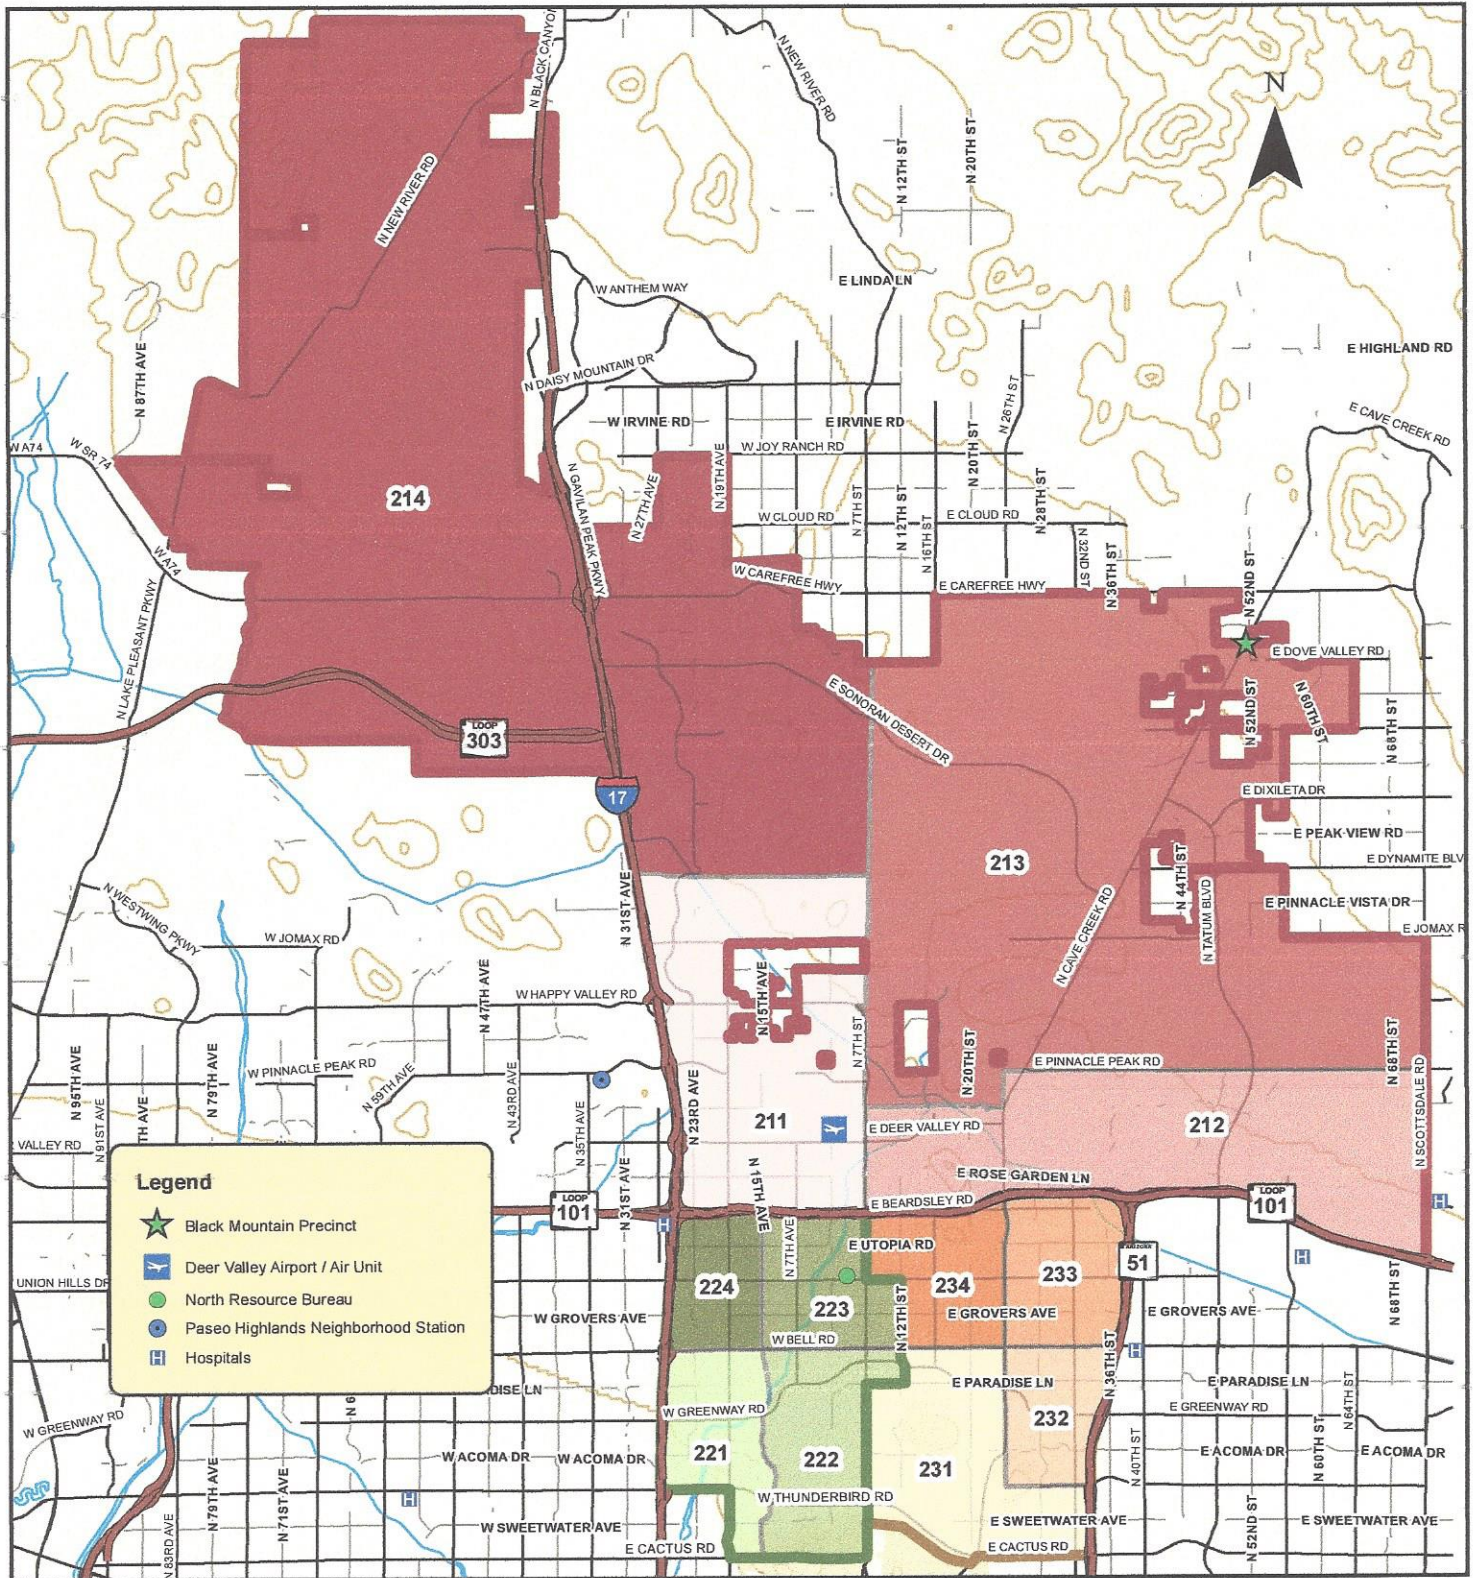 N BLACK CANYON
N NEW RIVER RD
N
N 12TH ST
N 20TH ST
N NEW RIVER RD
E LINDA LN
W ANTHEM WAY
N 87TH AVE
E HIGHLAND RD
N DAISY MOUNTAIN DR
N 26TH ST
E CAVE CREEK RD
W IRVINE RD
E IRVINE RD
W A74
W SR 74
W JOY RANCH RD
N 20TH ST
N 19TH AVE
214
N GAVILAN PEAK PKWY
N 27TH AVE
W CLOUD RD
N 7TH ST
N 12TH ST
E CLOUD RD
N 28TH ST
N 16TH ST
N 32ND ST
N 36TH ST
W A74
W CAREFREE HWY
E CAREFREE HWY
N 52ND ST
N LAKE PLEASANT PKWY
E DOVE VALLEY RD
E SONORAN DESERT DR
N 52ND ST
N 60TH ST
N 68TH ST
LOOP
303
17
E DIXILETA DR
E PEAK VIEW RD
213
E DYNAMITE BLV
N 44TH ST
N 31ST AVE
N TATUM BLVD
E PINNACLE VISTA DR
N WESTWING PKWY
W JOMAX RD
N CAVE CREEK RD
E JOMAX R
N 47TH AVE
W HAPPY VALLEY RD
N 15TH AVE
N 7TH ST
N 20TH ST
E PINNACLE PEAK RD
N 68TH ST
N 95TH AVE
N 79TH AVE
W PINNACLE PEAK RD
N 59TH AVE
N 43RD AVE
N 35TH AVE
N 23RD AVE
N SCOTTSDALE RD
VALLEY RD
N 91ST AVE
TH AVE
211
E DEER VALLEY RD
212
N 31ST AVE
N 15TH AVE
E ROSE GARDEN LN
E BEARDSLEY RD
LOOP
101
LOOP
101
H
H
Legend
Black Mountain Precinct
Deer Valley Airport / Air Unit
North Resource Bureau
Paseo Highlands Neighborhood Station
H
Hospitals
N 7TH AVE
E UTOPIA RD
ARIZONA
51
H
UNION HILLS DR
224
223
234
233
N 12TH ST
N 68TH ST
W GROVERS AVE
E GROVERS AVE
E GROVERS AVE
W BELL RD
H
N 36TH ST
DISE LN
E PARADISE LN
E PARADISE LN
N 6
W GREENWAY RD
W GREENWAY RD
E GREENWAY RD
N 64TH ST
232
W ACOMA DR
W ACOMA DR
221
222
231
N 40TH ST
E ACOMA DR
N 60TH ST
E ACOMA DR
N 79TH AVE
N 71ST AVE
H
W THUNDERBIRD RD
N 83RD AVE
W SWEETWATER AVE
E SWEETWATER AVE
N 52ND ST
E SWEETWATER AVE
E CACTUS RD
E CACTUS RD